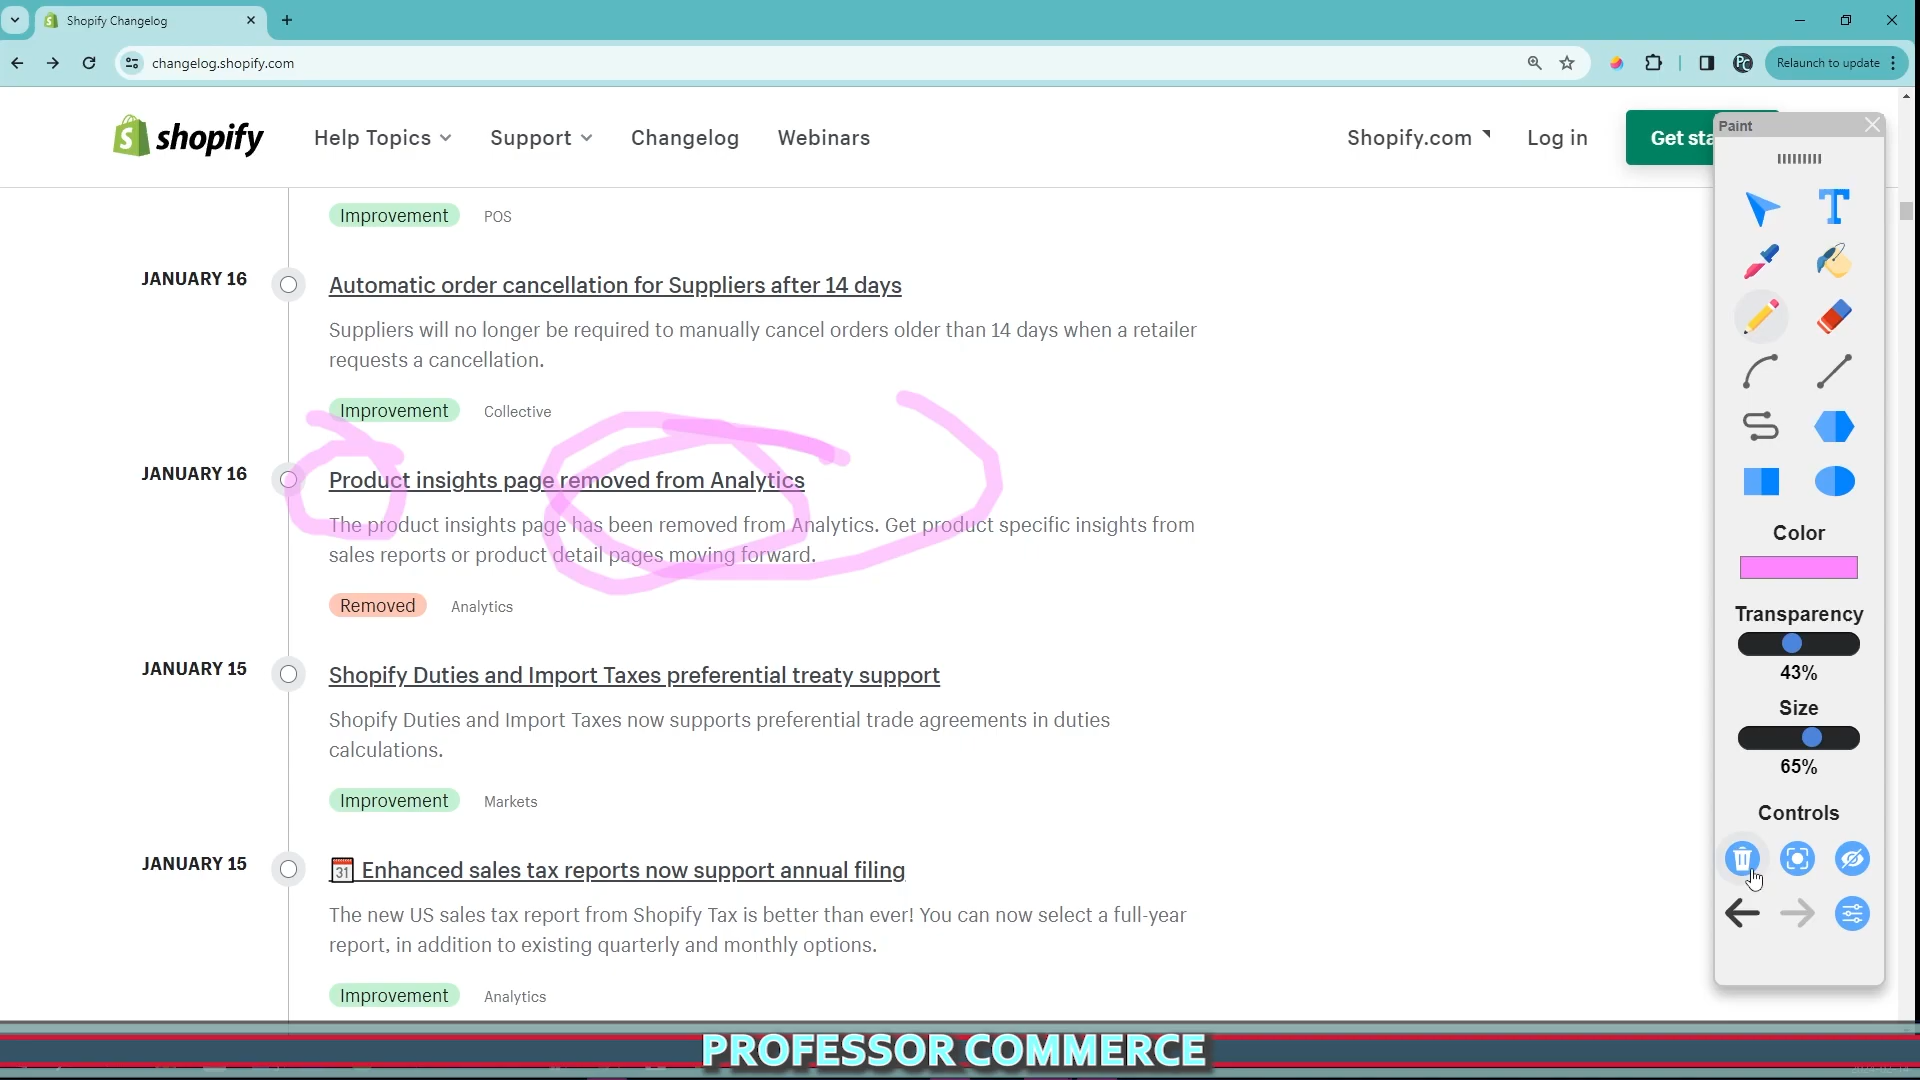 Shopify Changelog
changelog.shopify.com
Relaunch to update
shopify
Help Topics
Support
Changelog
Webinars
Shopify.com
Log in
Get sta
Improvement POS
JANUARY 16
Automatic order cancellation for Suppliers after 14 days
Suppliers will no longer be required to manually cancel orders older than 14 days when a retailer
requests a cancellation.
Improvement Collective
JANUARY 16
Product insights page removed from Analytics
The product insights page has been removed from Analytics. Get product specific insights from
sales reports or product detail pages moving forward.
Removed Analytics
JANUARY 15
Shopify Duties and Import Taxes preferential treaty support
Shopify Duties and Import Taxes now supports preferential trade agreements in duties
calculations.
Improvement Markets
JANUARY 15
31 Enhanced sales tax reports now support annual filing
The new US sales tax report from Shopify Tax is better than ever! You can now select a full-year
report, in addition to existing quarterly and monthly options.
Improvement Analytics
Paint
T
Color
Transparency
43%
Size
65%
Controls
PROFESSOR COMMERCE